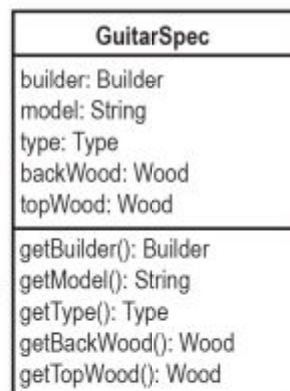 GuitarSpec
builder: Builder
model: String
type: Type
backWood: Wood
topWood: Wood
getBuilder(): Builder
getModel(): String
getType(): Type
getBackWood(): Wood
getTopWood(): Wood